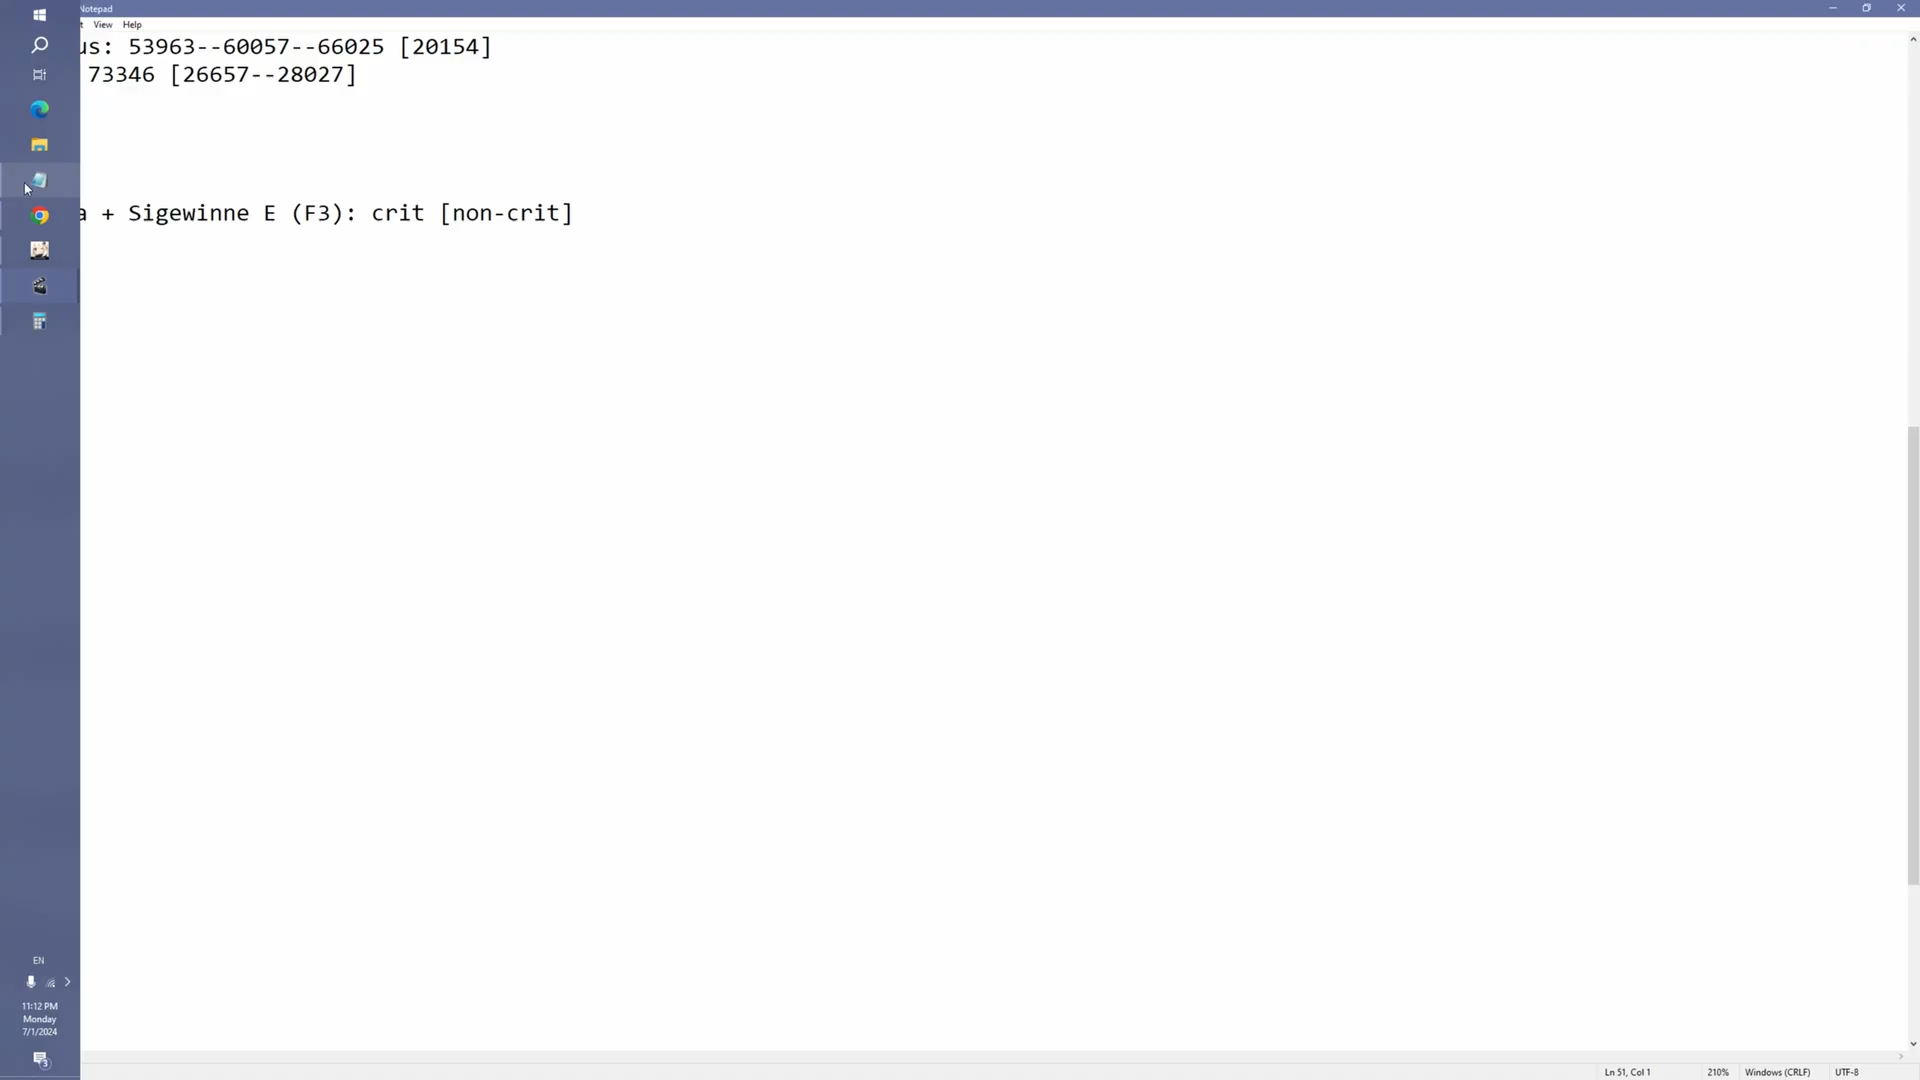 Notepad
View Help
us: 53963--60057--66025 [20154]
73346 [26657--28027]
a + Sigewinne E (F3): crit [non-crit]
EN
11:12 PM
Monday
7/1/2024
3
Ln 51, Col 1 210% Windows (CRLF) UTF-8